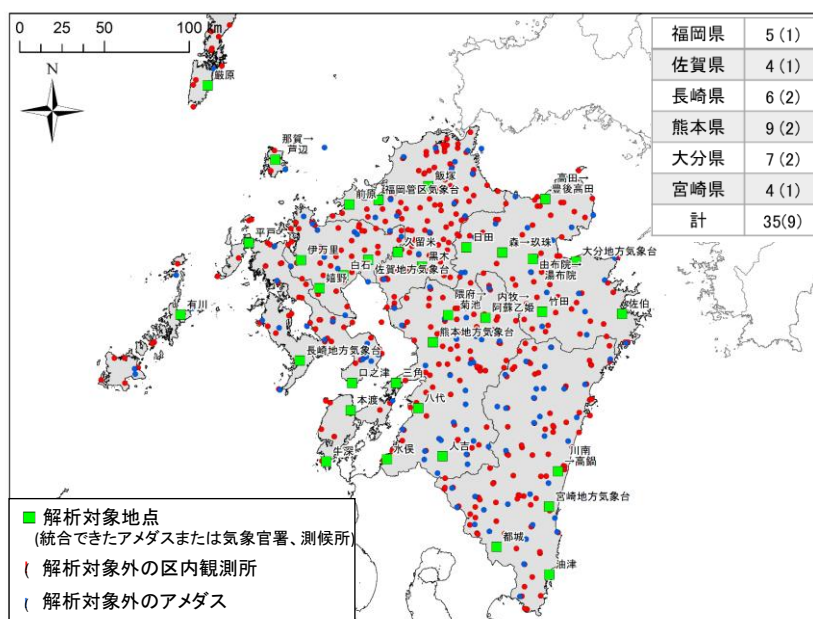 0 50 100 km
N
福岡県 5(1)
佐賀県 4(1)
長崎県 6(2)
熊本県 9(2)
大分県 7(2)
宮崎県 4(1)
計 35(9)
厳原
那賀→
芦辺
飯塚
高田→
豊後高田
前原
福岡管区気象台
平戸
伊万里
久留米
日田
森→玖珠
大分地方気象台
白石
黒木
佐賀地方気象台
由布院→
湯布院
嬉野
隈府→
菊池
内牧→
阿蘇乙姫
竹田
佐伯
有川
熊本地方気象台
長崎地方気象台
口之津
三角
本渡
八代
牛深
水俣
人吉
川南
→高鍋
宮崎地方気象台
都城
油津
解析対象地点
(統合できたアメダスまたは気象官署、測候所)
解析対象外の区内観測所
解析対象外のアメダス